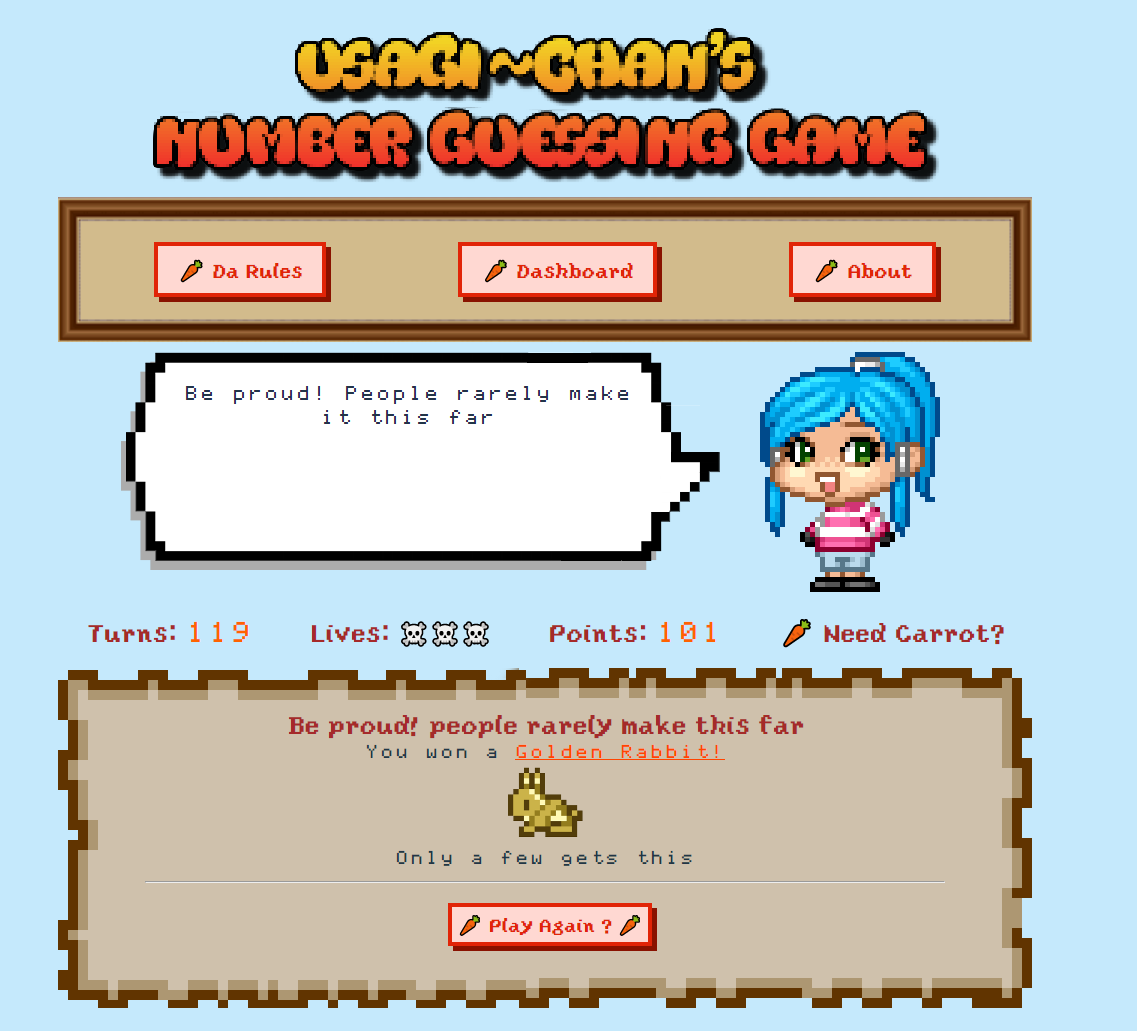 USAGI~CHAN'S
NUMBER GUESSING GAME
Da Rules
Dashboard
About
Be proud! People rarely make
it this far
Turns: 119
Lives:
Points: 101
Need Carrot?
Be proud! people rarely make this far
You won a Golden Rabbit!
Only a few gets this
Play Again ?